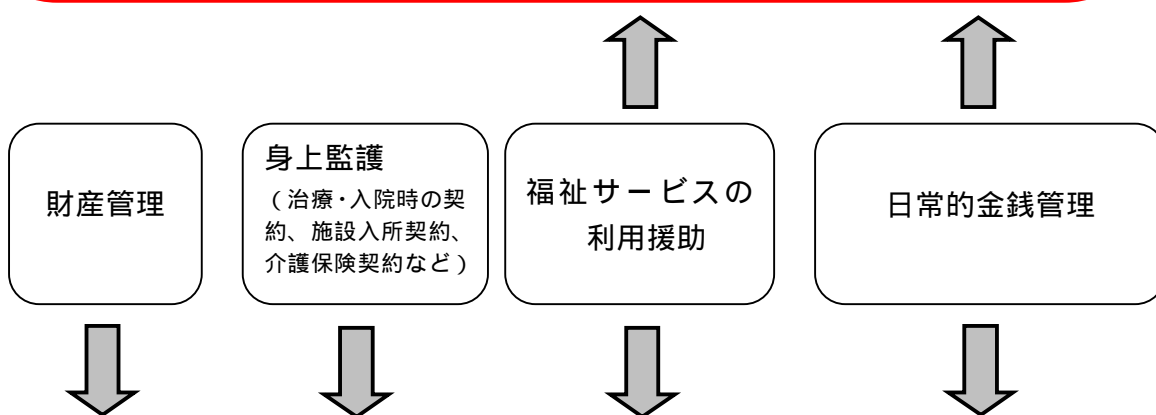 財産管理
身上監護
（治療・入院時の契
約、施設入所契約、
介護保険契約など）
福祉サービスの
利用援助
日常的金銭管理